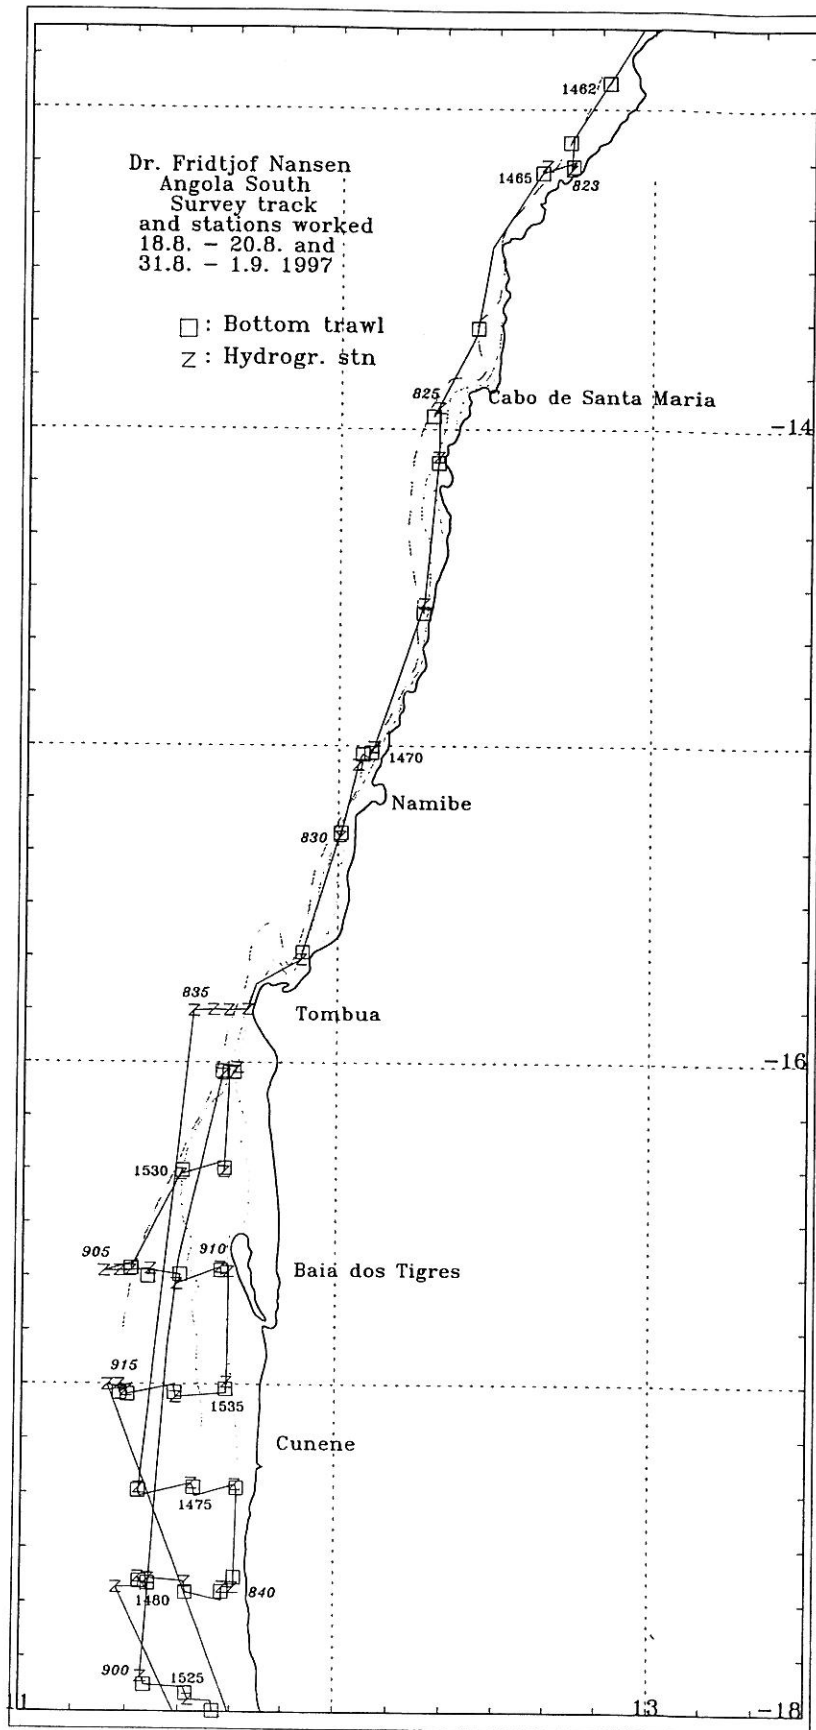 1462
Dr. Fridtjof Nansen
Angola South
Survey track
and stations worked
18.8. – 20.8. and
31.8. – 1.9. 1997
1465
823
□ : Bottom trawl
Z : Hydrogr. stn
825
Cabo de Santa Maria
-14
1470
Namibe
830
835
Tombua
-16
1530
905
910
Baia dos Tigres
915
1535
Cunene
1475
1480
840
900
1525
11
13
-18